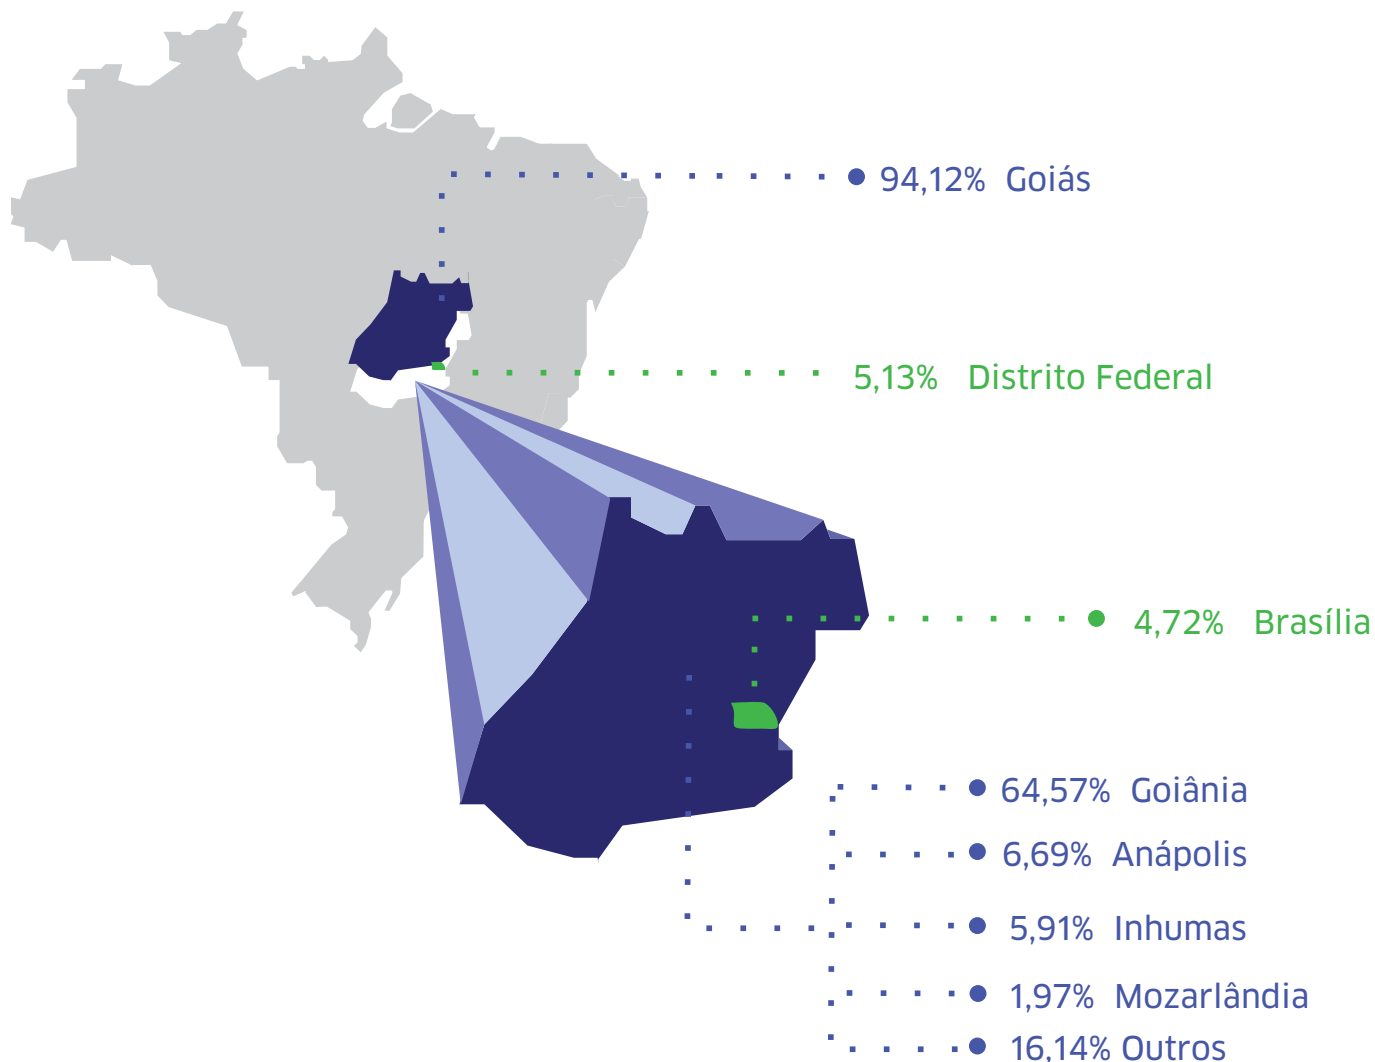 94,12% Goiás
5,13% Distrito Federal
4,72% Brasília
64,57% Goiânia
6,69% Anápolis
5,91% Inhumas
1,97% Mozarlândia
16,14% Outros